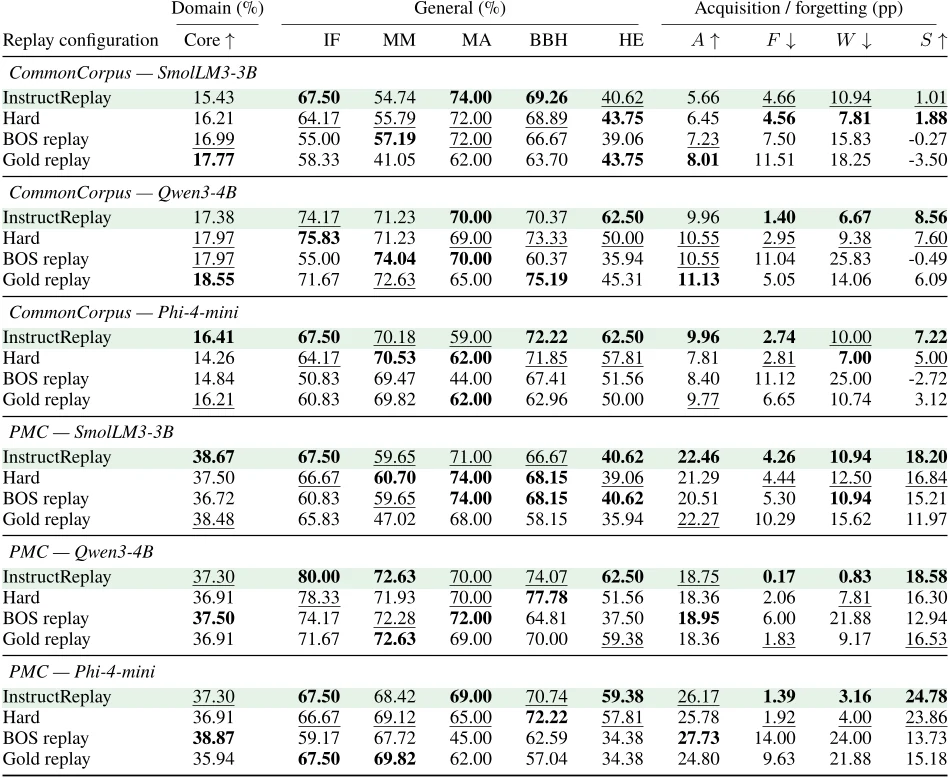 Domain (%) General (%) Acquisition / forgetting (pp)
Replay configuration Core ↑ IF MM MA BBH HE A ↑ F ↓ W ↓ S ↑
CommonCorpus — SmolLM3-3B
InstructReplay 15.43 67.50 54.74 74.00 69.26 40.62 5.66 4.66 10.94 1.01
Hard 16.21 64.17 55.79 72.00 68.89 43.75 6.45 4.56 7.81 1.88
BOS replay 16.99 55.00 57.19 72.00 66.67 39.06 7.23 7.50 15.83 -0.27
Gold replay 17.77 58.33 41.05 62.00 63.70 43.75 8.01 11.51 18.25 -3.50
CommonCorpus — Qwen3-4B
InstructReplay 17.38 74.17 71.23 70.00 70.37 62.50 9.96 1.40 6.67 8.56
Hard 17.97 75.83 71.23 69.00 73.33 50.00 10.55 2.95 9.38 7.60
BOS replay 17.97 55.00 74.04 70.00 60.37 35.94 10.55 11.04 25.83 -0.49
Gold replay 18.55 71.67 72.63 65.00 75.19 45.31 11.13 5.05 14.06 6.09
CommonCorpus — Phi-4-mini
InstructReplay 16.41 67.50 70.18 59.00 72.22 62.50 9.96 2.74 10.00 7.22
Hard 14.26 64.17 70.53 62.00 71.85 57.81 7.81 2.81 7.00 5.00
BOS replay 14.84 50.83 69.47 44.00 67.41 51.56 8.40 11.12 25.00 -2.72
Gold replay 16.21 60.83 69.82 62.00 62.96 50.00 9.77 6.65 10.74 3.12
PMC — SmolLM3-3B
InstructReplay 38.67 67.50 59.65 71.00 66.67 40.62 22.46 4.26 10.94 18.20
Hard 37.50 66.67 60.70 74.00 68.15 39.06 21.29 4.44 12.50 16.84
BOS replay 36.72 60.83 59.65 74.00 68.15 40.62 20.51 5.30 10.94 15.21
Gold replay 38.48 65.83 47.02 68.00 58.15 35.94 22.27 10.29 15.62 11.97
PMC — Qwen3-4B
InstructReplay 37.30 80.00 72.63 70.00 74.07 62.50 18.75 0.17 0.83 18.58
Hard 36.91 78.33 71.93 70.00 77.78 51.56 18.36 2.06 7.81 16.30
BOS replay 37.50 74.17 72.28 72.00 64.81 37.50 18.95 6.00 21.88 12.94
Gold replay 36.91 71.67 72.63 69.00 70.00 59.38 18.36 1.83 9.17 16.53
PMC — Phi-4-mini
InstructReplay 37.30 67.50 68.42 69.00 70.74 59.38 26.17 1.39 3.16 24.78
Hard 36.91 66.67 69.12 65.00 72.22 57.81 25.78 1.92 4.00 23.86
BOS replay 38.87 59.17 67.72 45.00 62.59 34.38 27.73 14.00 24.00 13.73
Gold replay 35.94 67.50 69.82 62.00 57.04 34.38 24.80 9.63 21.88 15.18